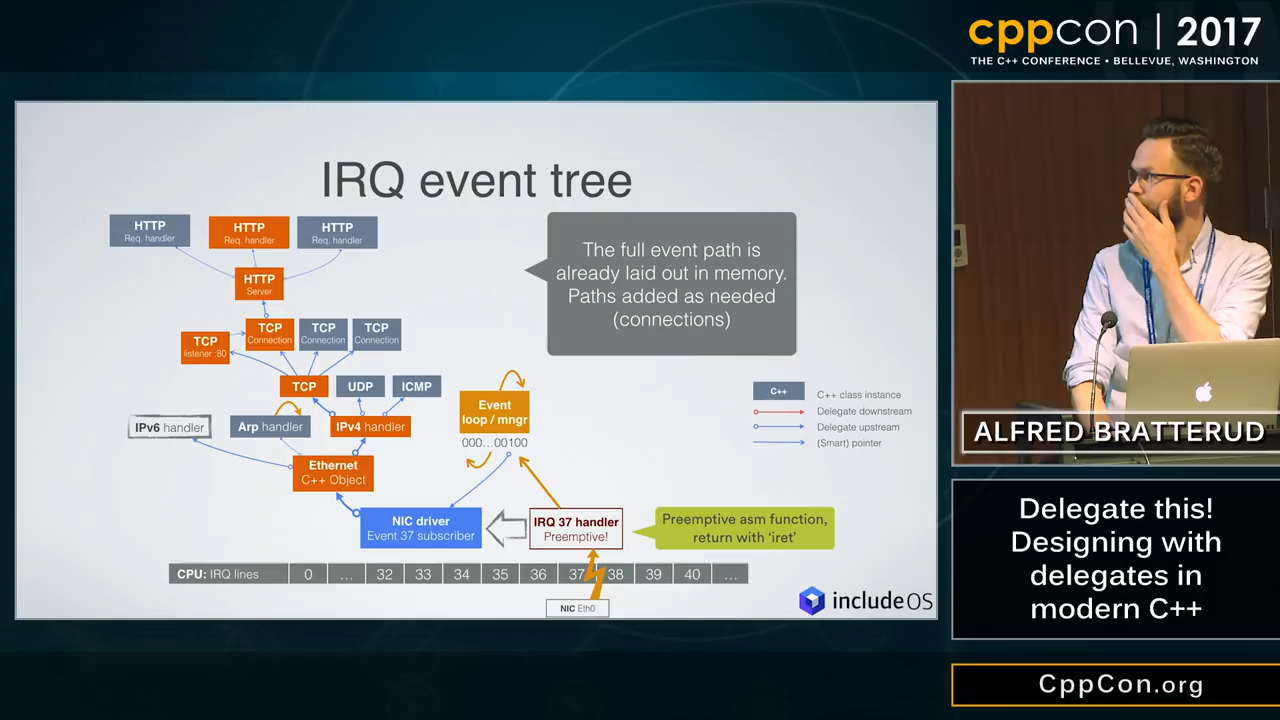 cppcon | 2017
THE C++ CONFERENCE • BELLEVUE, WASHINGTON
IRQ event tree
HTTP
Req. handler
HTTP
Req. handler
HTTP
Req. handler
The full event path is
already laid out in memory.
Paths added as needed
(connections)
HTTP
Server
TCP
listener :80
TCP
Connection
TCP
Connection
TCP
Connection
TCP
UDP
ICMP
IPv6 handler
Arp handler
IPv4 handler
Event
loop / mngr
000...00100
C++
C++ class instance
Delegate downstream
Delegate upstream
(Smart) pointer
Ethernet
C++ Object
NIC driver
Event 37 subscriber
IRQ 37 handler
Preemptive!
Preemptive asm function,
return with 'iret'
CPU: IRQ lines 0 ... 32 33 34 35 36 37 38 39 40 ...
NIC Eth0
includeOS
ALFRED BRATTERUD
Delegate this!
Designing with
delegates in
modern C++
CppCon.org